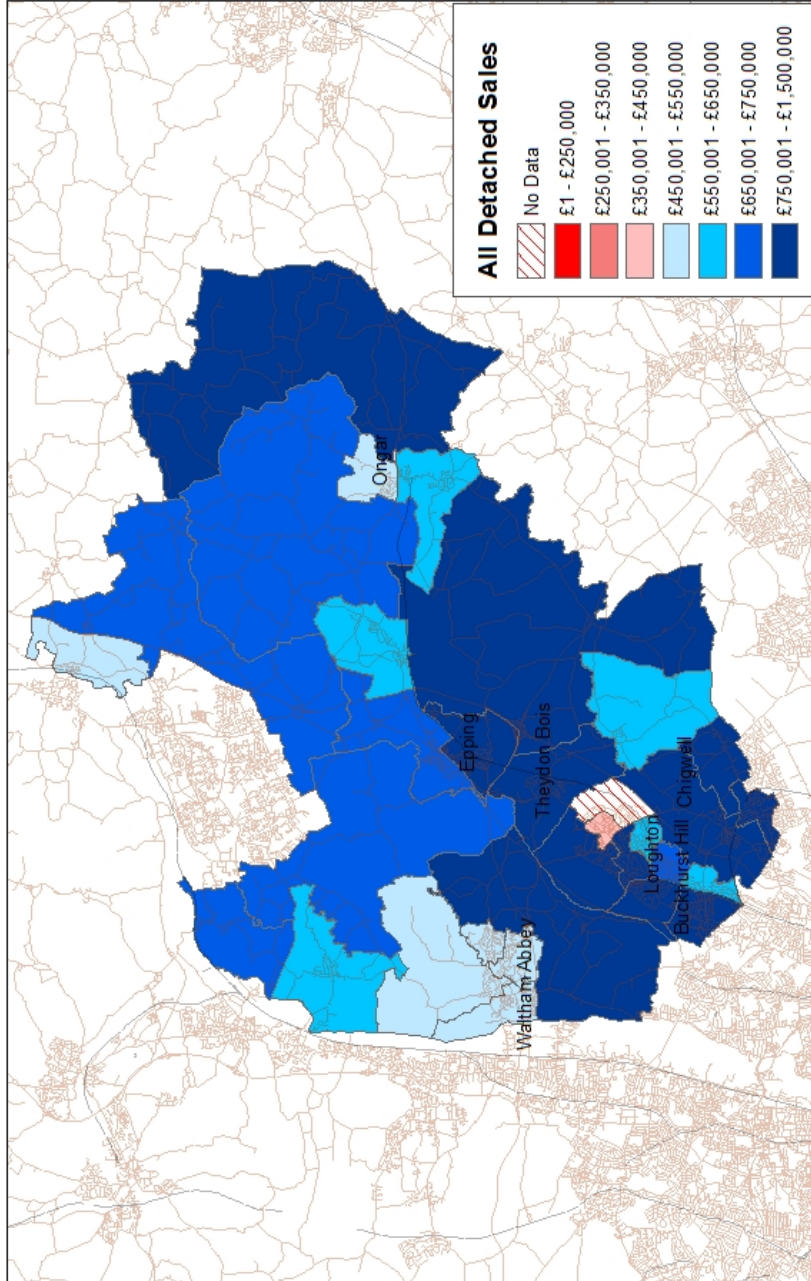 All Detached Sales
No Data
£1 - £250,000
£250,001 - £350,000
£350,001 - £450,000
£450,001 - £550,000
£550,001 - £650,000
£650,001 - £750,000
£750,001 - £1,500,000
Ongar
Epping
Theydon Bois
Waltham Abbey
Loughton
Chigwell
Buckhurst Hill